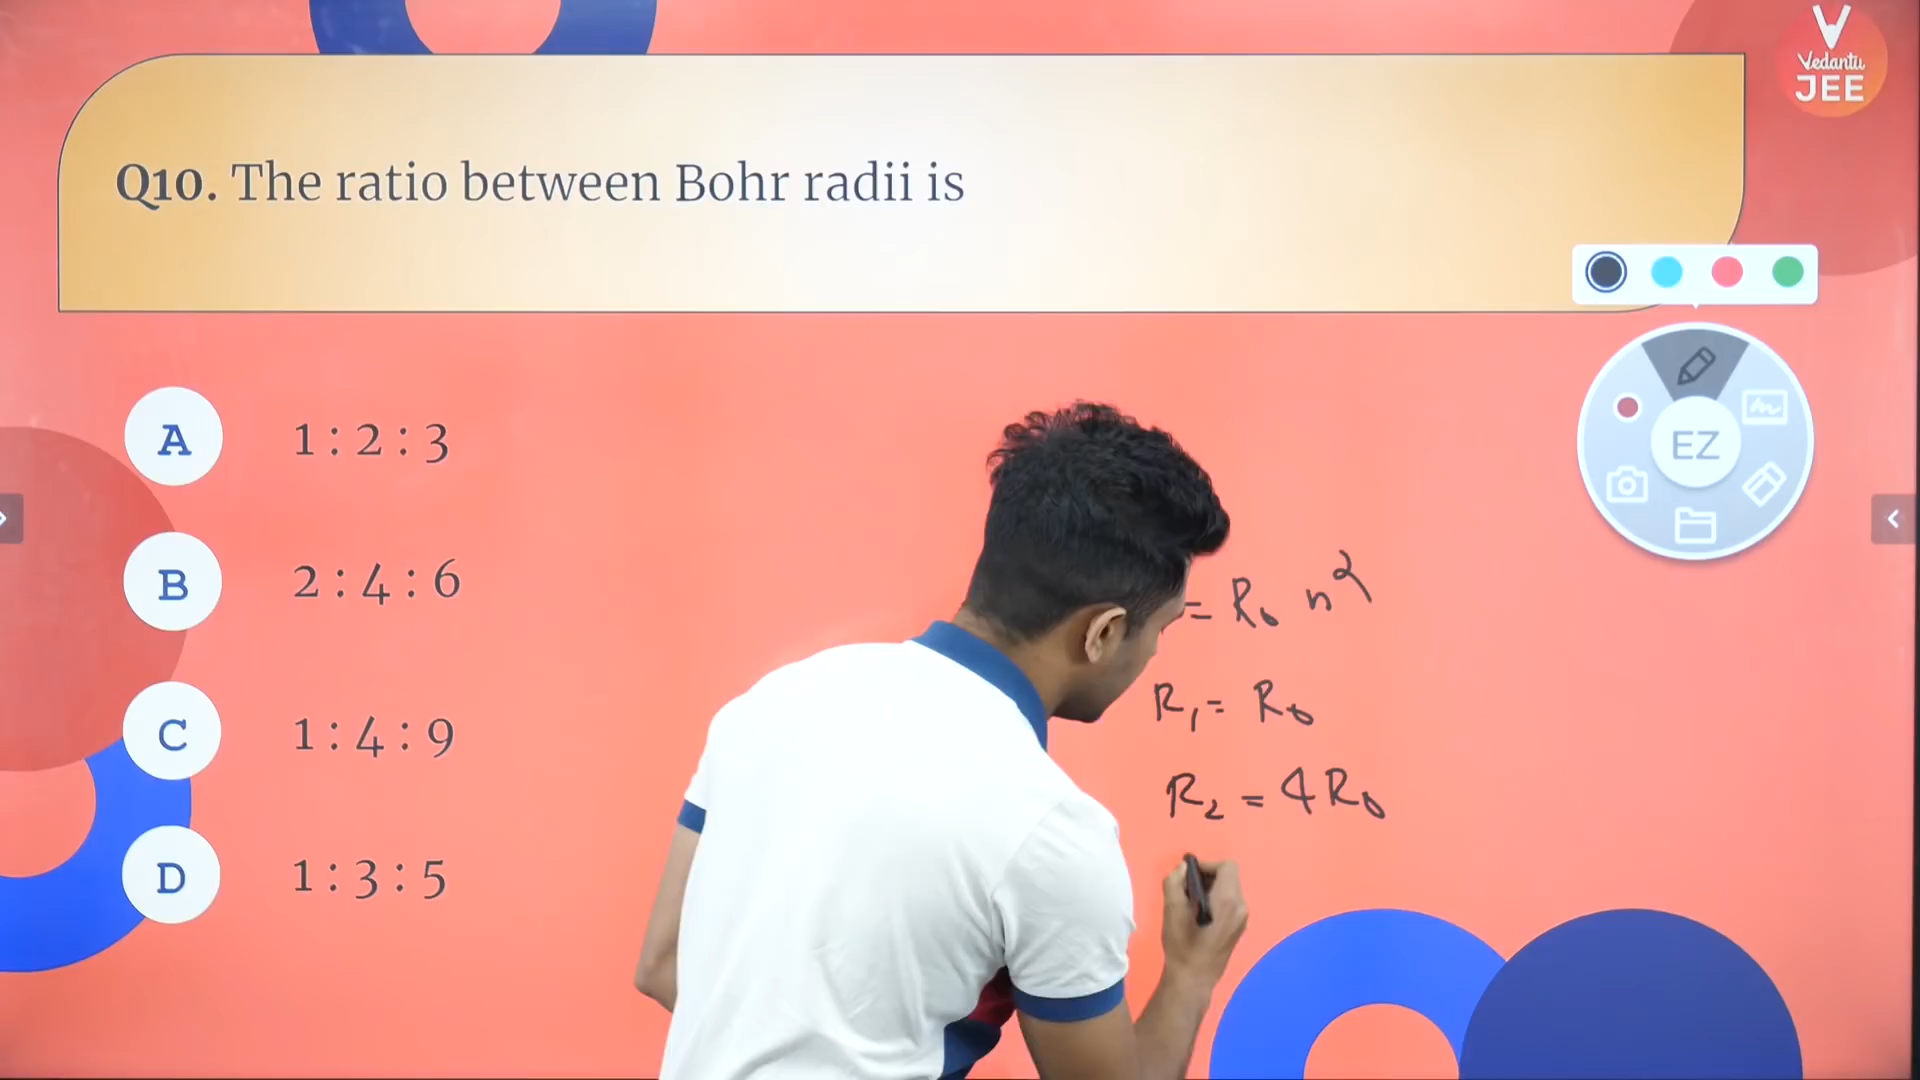 Vedantu
JEE
Q10. The ratio between Bohr radii is
A 1 : 2 : 3
EZ
B 2 : 4 : 6
= R₀ n²
C 1 : 4 : 9
R₁ = R₀
R₂ = 4R₀
D 1 : 3 : 5